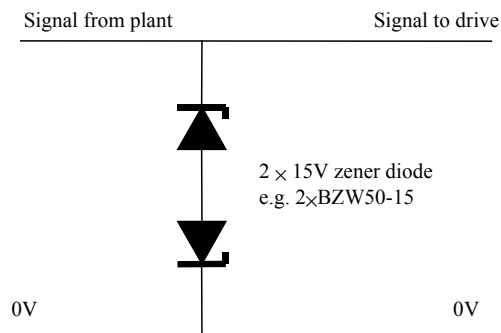 Signal from plant
Signal to drive
2 × 15V zener diode
e.g. 2×BZW50-15
0V
0V